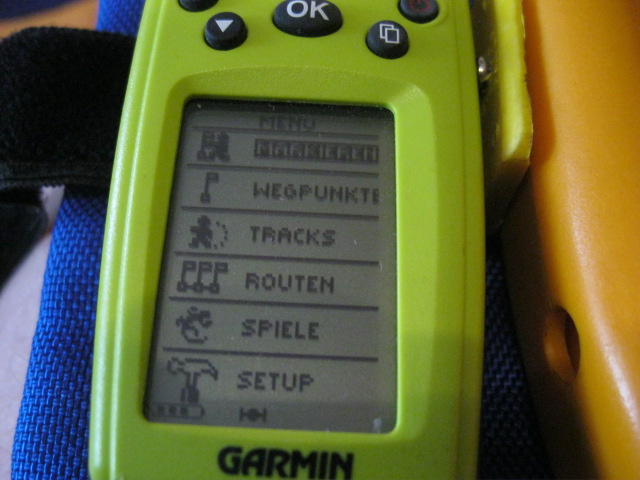 OK
MENU
MARKIEREN
WEGPUNKTE
TRACKS
ROUTEN
SPIELE
SETUP
GARMIN